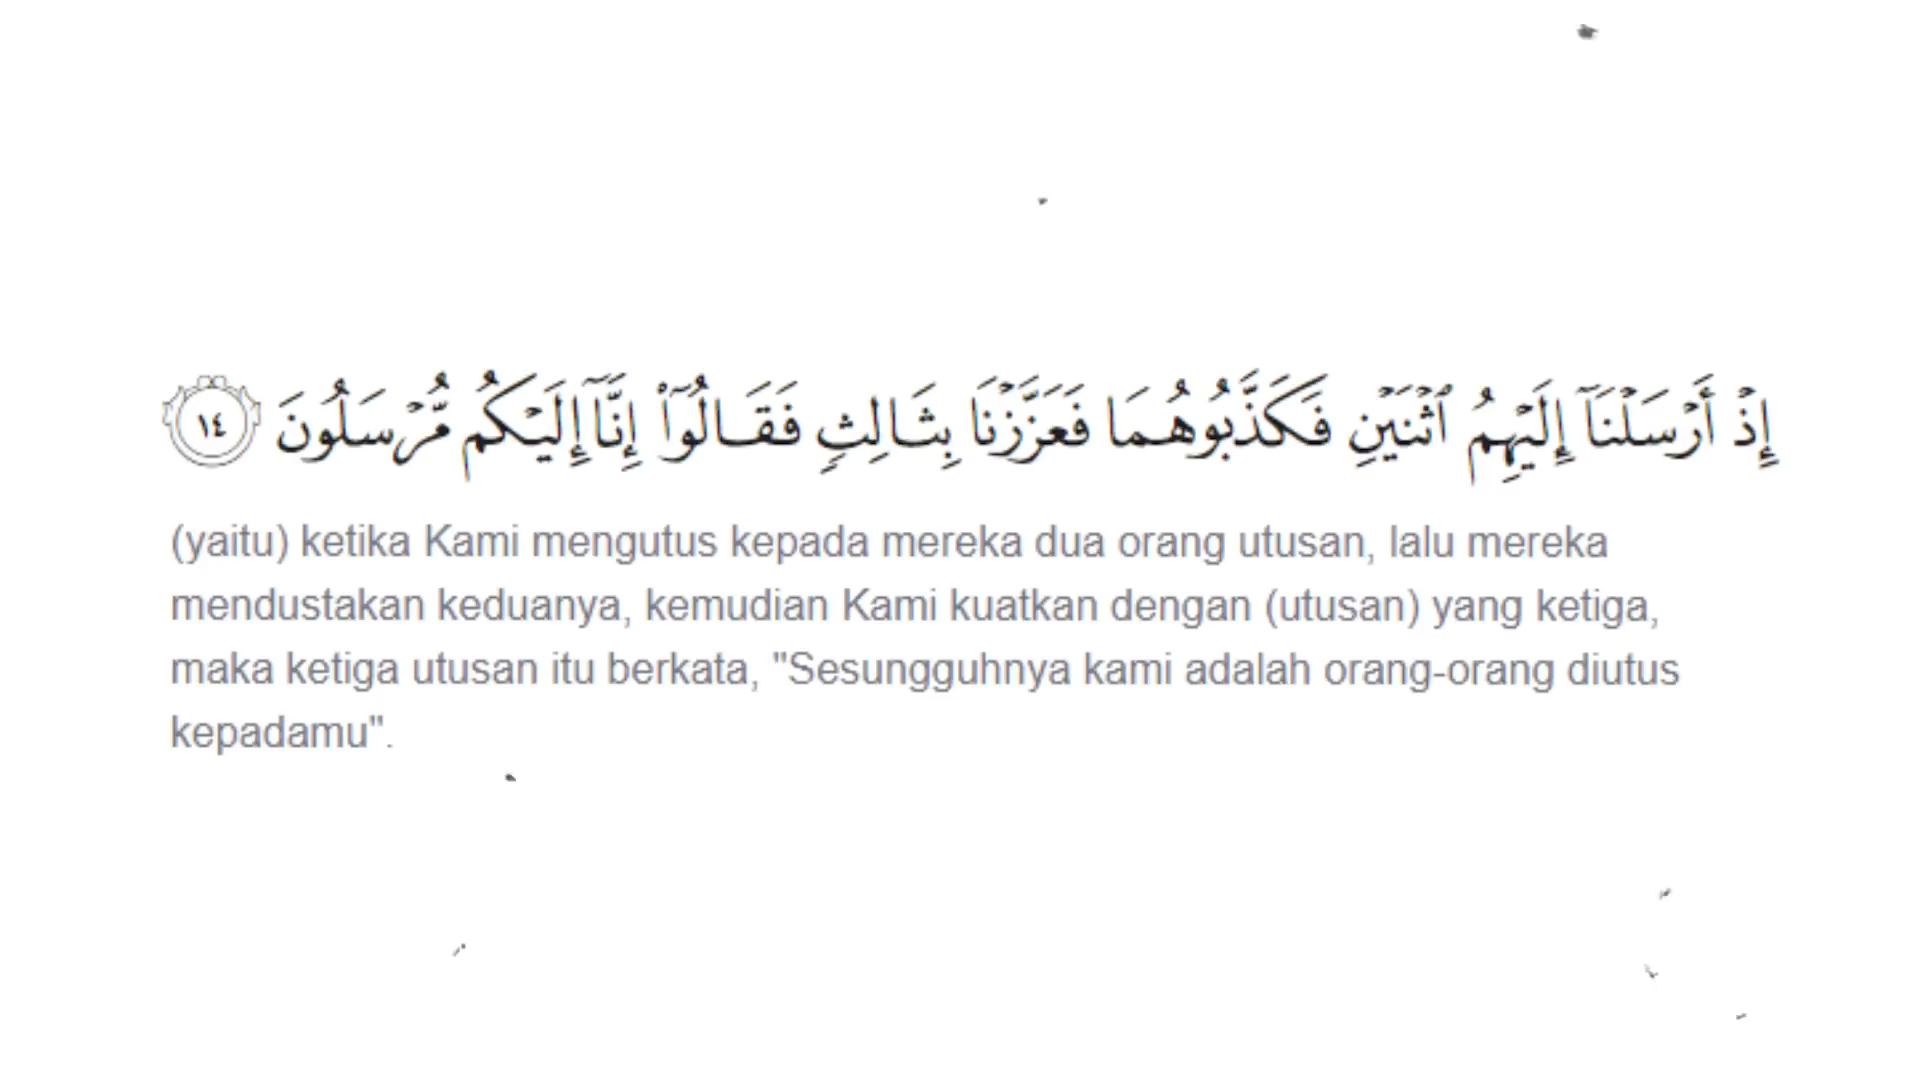 إِذۡ أَرۡسَلۡنَآ إِلَيۡهِمُ ٱثۡنَيۡنِ فَكَذَّبُوهُمَا فَعَزَّزۡنَا بِثَالِثٖ فَقَالُوٓاْ إِنَّآ إِلَيۡكُم مُّرۡسَلُونَ ١٤
(yaitu) ketika Kami mengutus kepada mereka dua orang utusan, lalu mereka
mendustakan keduanya, kemudian Kami kuatkan dengan (utusan) yang ketiga,
maka ketiga utusan itu berkata, "Sesungguhnya kami adalah orang-orang diutus
kepadamu".